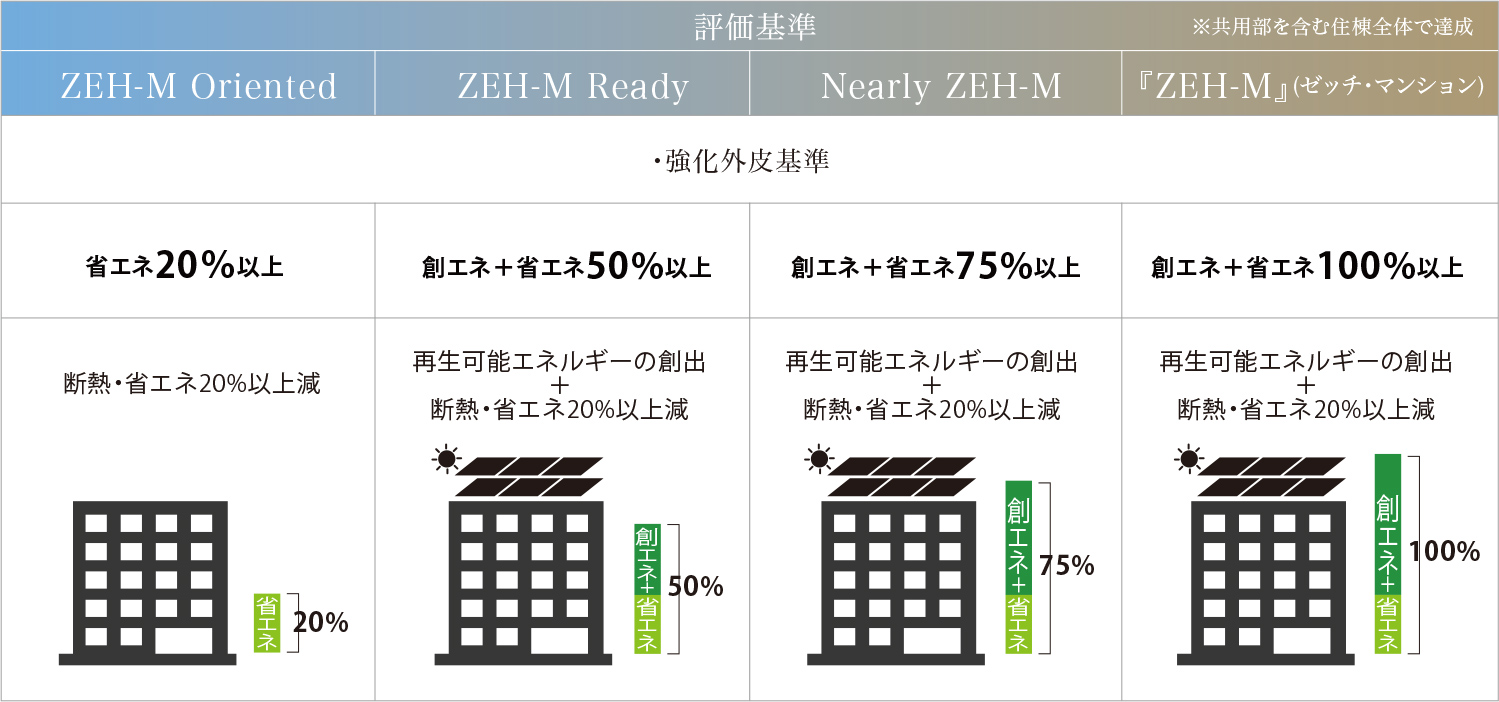 評価基準
※共用部を含む住棟全体で達成
ZEH-M Oriented
ZEH-M Ready
Nearly ZEH-M
『ZEH-M』(ゼッチ・マンション)
・強化外皮基準
省エネ20%以上
創エネ＋省エネ50%以上
創エネ＋省エネ75%以上
創エネ＋省エネ100%以上
断熱・省エネ20%以上減
再生可能エネルギーの創出
＋
断熱・省エネ20%以上減
再生可能エネルギーの創出
＋
断熱・省エネ20%以上減
再生可能エネルギーの創出
＋
断熱・省エネ20%以上減
省エネ
20%
創エネ＋
省エネ
50%
創エネ＋
省エネ
75%
創エネ＋
省エネ
100%